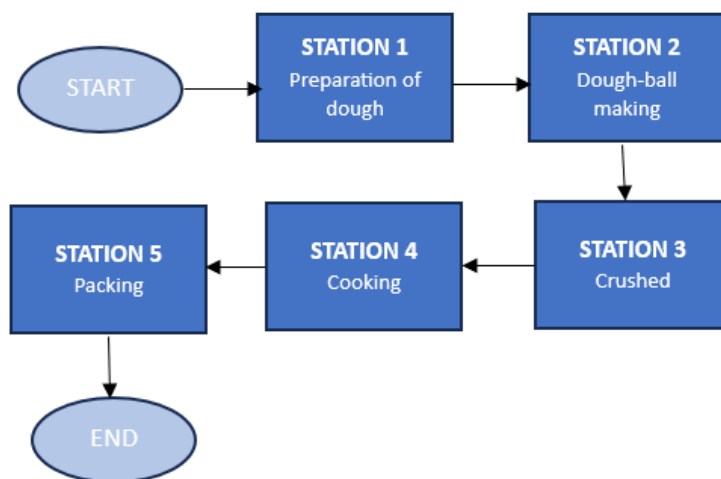 START
STATION 1
Preparation of
dough
STATION 2
Dough-ball
making
STATION 3
Crushed
STATION 4
Cooking
STATION 5
Packing
END